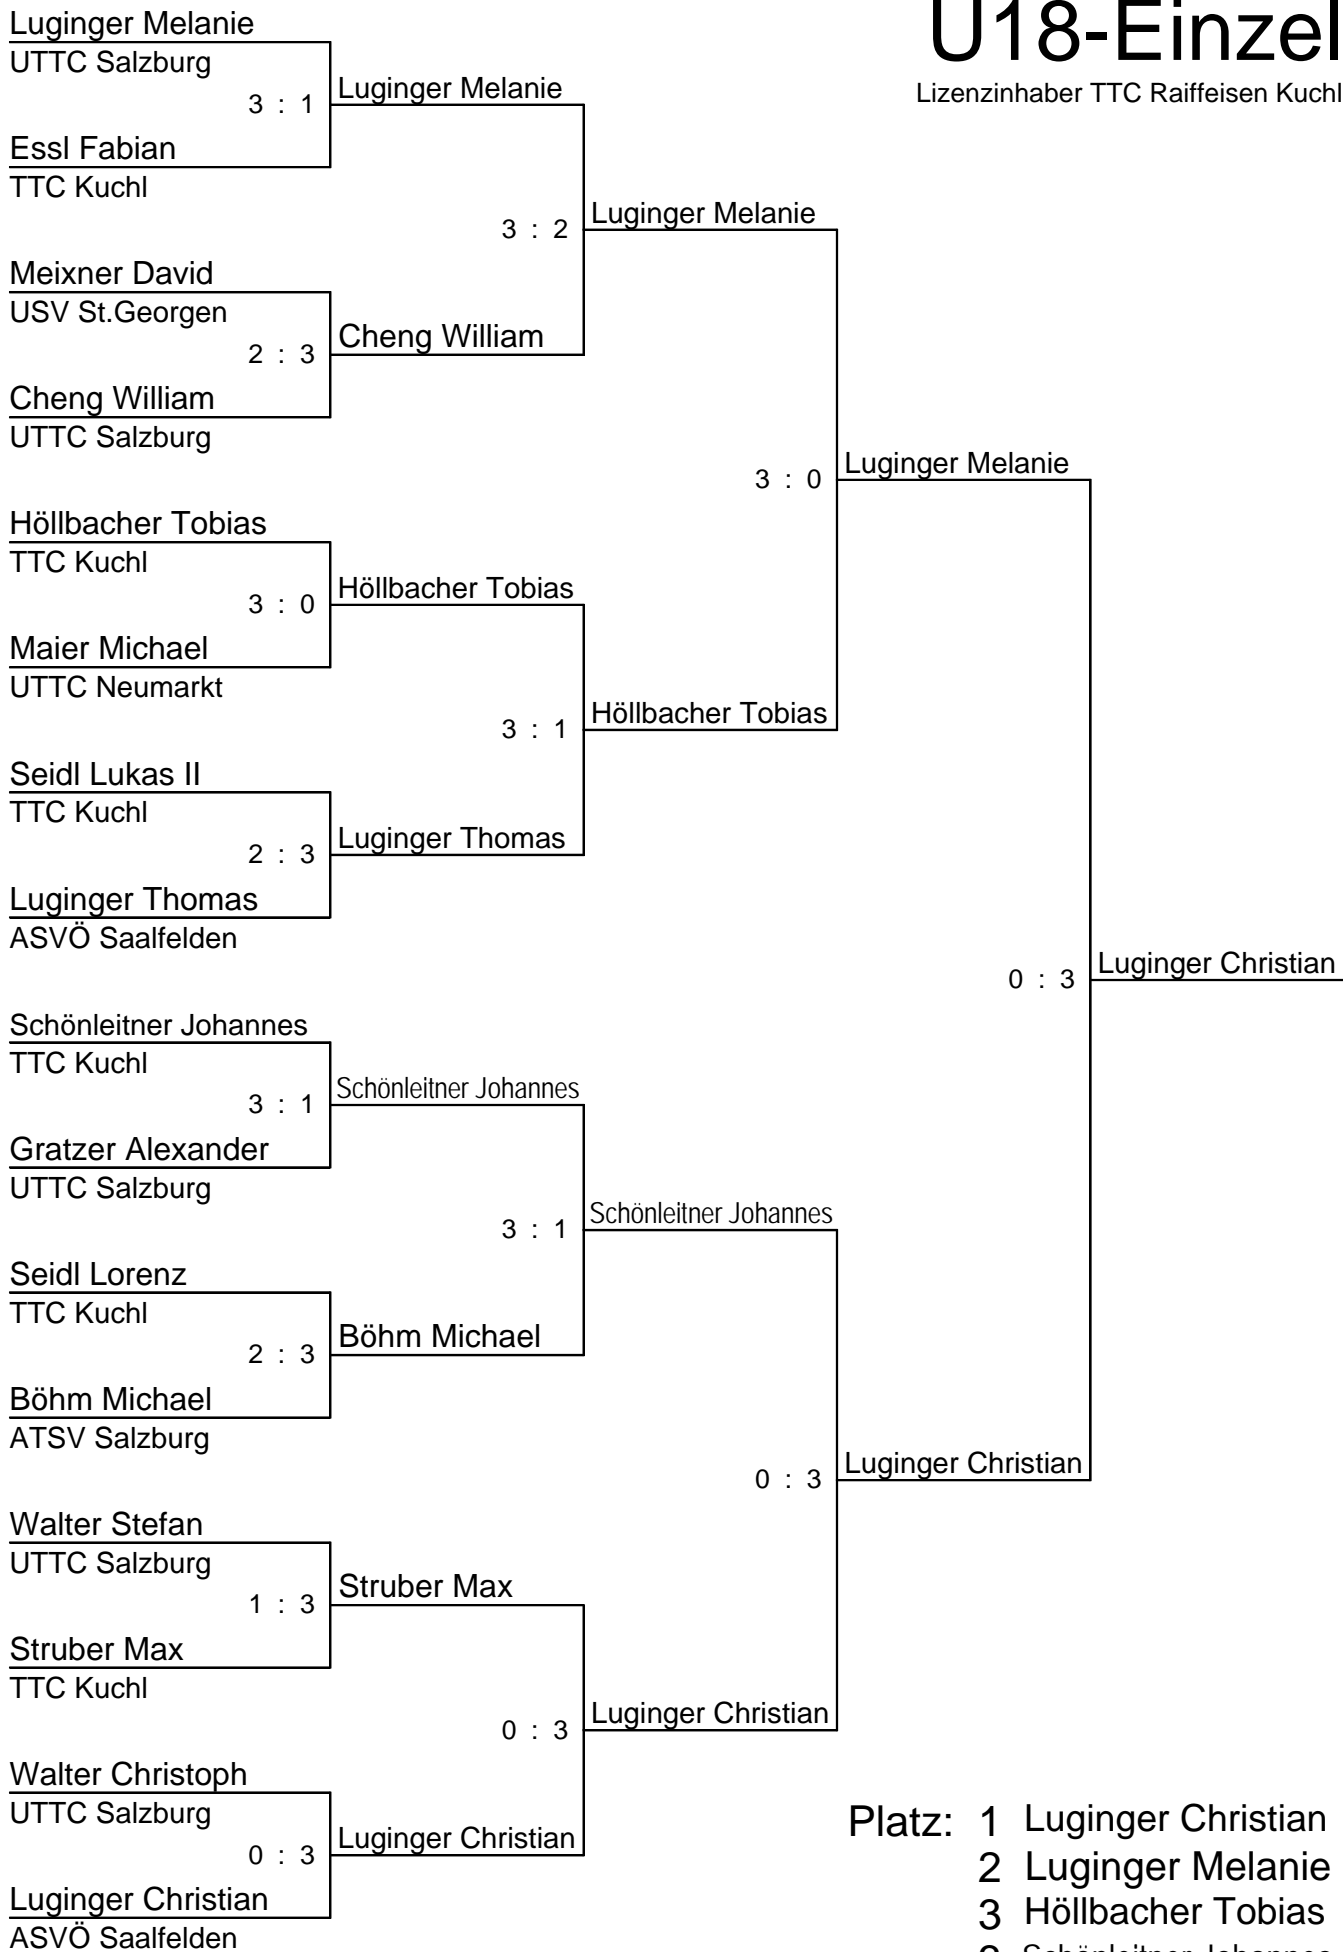 U18-Einzel
Lizenzinhaber TTC Raiffeisen Kuchl
Luginger Melanie
UTTC Salzburg
3 : 1
Luginger Melanie
Essl Fabian
TTC Kuchl
3 : 2
Luginger Melanie
Meixner David
USV St.Georgen
2 : 3
Cheng William
Cheng William
UTTC Salzburg
3 : 0
Luginger Melanie
Höllbacher Tobias
TTC Kuchl
3 : 0
Höllbacher Tobias
Maier Michael
UTTC Neumarkt
3 : 1
Höllbacher Tobias
Seidl Lukas II
TTC Kuchl
2 : 3
Luginger Thomas
Luginger Thomas
ASVÖ Saalfelden
0 : 3
Luginger Christian
Schönleitner Johannes
TTC Kuchl
3 : 1
Schönleitner Johannes
Gratzer Alexander
UTTC Salzburg
3 : 1
Schönleitner Johannes
Seidl Lorenz
TTC Kuchl
2 : 3
Böhm Michael
Böhm Michael
ATSV Salzburg
0 : 3
Luginger Christian
Walter Stefan
UTTC Salzburg
1 : 3
Struber Max
Struber Max
TTC Kuchl
0 : 3
Luginger Christian
Walter Christoph
UTTC Salzburg
0 : 3
Luginger Christian
Luginger Christian
ASVÖ Saalfelden
Platz: 1 Luginger Christian
2 Luginger Melanie
3 Höllbacher Tobias
Schönleitner Johannes